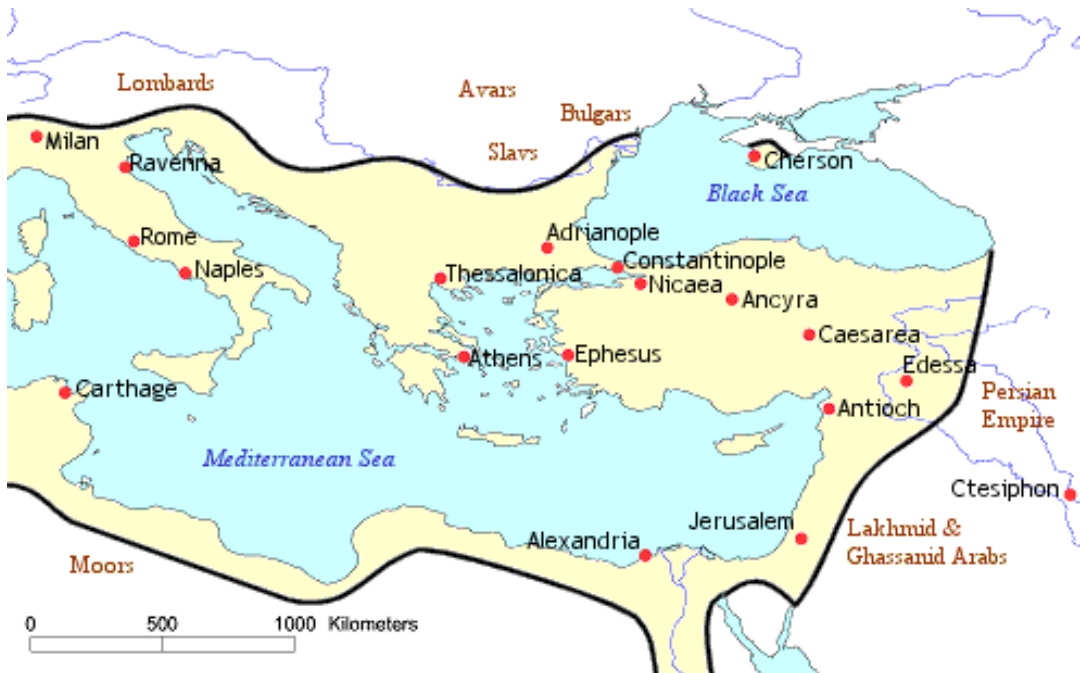 Lombards
Avars
Bulgars
Milan
Slavs
Ravenna
Cherson
Black Sea
Adrianople
Rome
Constantinople
Naples
Thessalonica
Nicaea
Ancyra
Caesarea
Athens
Ephesus
Edessa
Carthage
Persian
Empire
Antioch
Mediterranean Sea
Ctesiphon
Jerusalem
Lakhmid &
Ghassanid Arabs
Alexandria
Moors
0 500 1000 Kilometers